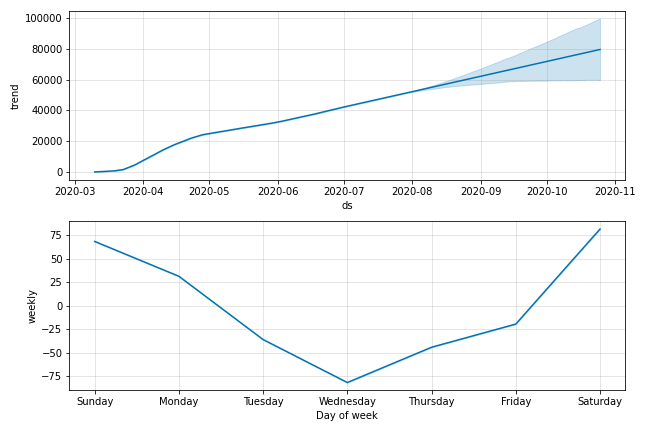 100000
80000
60000
40000
20000
0
trend
2020-03 2020-04 2020-05 2020-06 2020-07 2020-08 2020-09 2020-10 2020-11
ds
75
50
25
0
−25
−50
−75
weekly
Sunday Monday Tuesday Wednesday Thursday Friday Saturday
Day of week